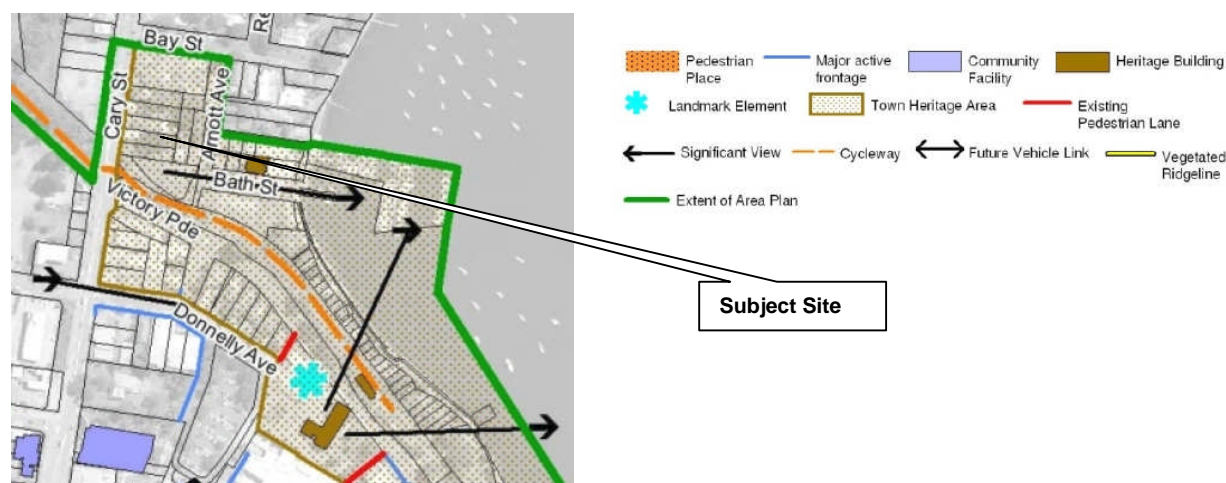 Bay St
Re
Cary St
Arnott Ave
Bath St
Victory Pde
Donnelly Ave
Pedestrian
Place
Major active
frontage
Community
Facility
Heritage Building
Landmark Element
Town Heritage Area
Existing
Pedestrian Lane
Significant View
Cycleway
Future Vehicle Link
Vegetated
Ridgeline
Extent of Area Plan
Subject Site